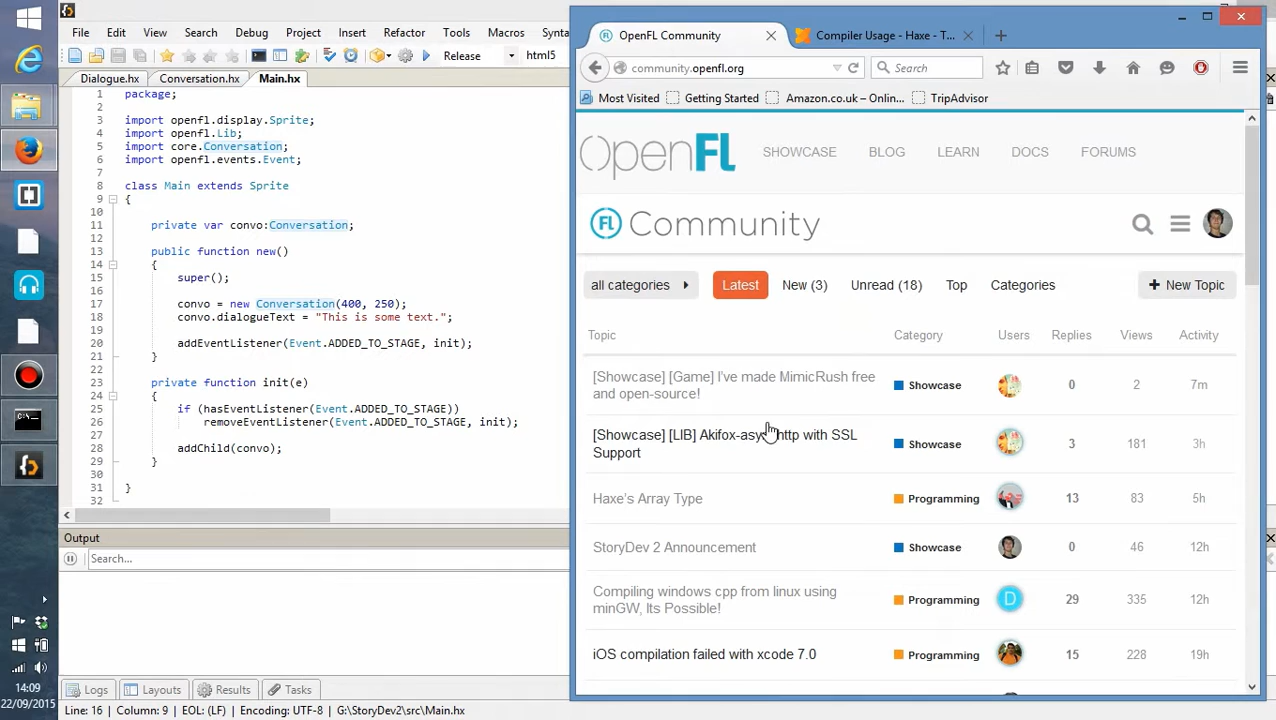 File Edit View Search Debug Project Insert Refactor Tools Macros
Release html5
Dialogue.hx Conversation.hx Main.hx
1 package;
2
3 import openfl.display.Sprite;
4 import openfl.Lib;
5 import core.Conversation;
6 import openfl.events.Event;
7
8 class Main extends Sprite
9 {
10
11 private var convo:Conversation;
12
13 public function new()
14 {
15 super();
16
17 convo = new Conversation(400, 250);
18 convo.dialogueText = "This is some text.";
19
20 addEventListener(Event.ADDED_TO_STAGE, init);
21 }
22
23 private function init(e)
24 {
25 if (hasEventListener(Event.ADDED_TO_STAGE))
26 removeEventListener(Event.ADDED_TO_STAGE, init);
27
28 addChild(convo);
29 }
30
31 }
32
Output
Search...
Logs Layouts Results Tasks
Line: 16 Column: 9 EOL: (LF) Encoding: UTF-8 G:\StoryDev2\src\Main.hx
14:09
22/09/2015
OpenFL Community
Compiler Usage - Haxe - T...
community.openfl.org
Search
Most Visited Getting Started Amazon.co.uk – Onlin... TripAdvisor
OpenFL SHOWCASE BLOG LEARN DOCS FORUMS
FL Community
all categories Latest New (3) Unread (18) Top Categories + New Topic
Topic Category Users Replies Views Activity
[Showcase] [Game] I've made MimicRush free
and open-source!
Showcase 0 2 7m
[Showcase] [LIB] Akifox-asynchttp with SSL
Support
Showcase 3 181 3h
Haxe's Array Type Programming 13 83 5h
StoryDev 2 Announcement Showcase 0 46 12h
Compiling windows cpp from linux using
minGW, Its Possible!
Programming D 29 335 12h
iOS compilation failed with xcode 7.0 Programming 15 228 19h